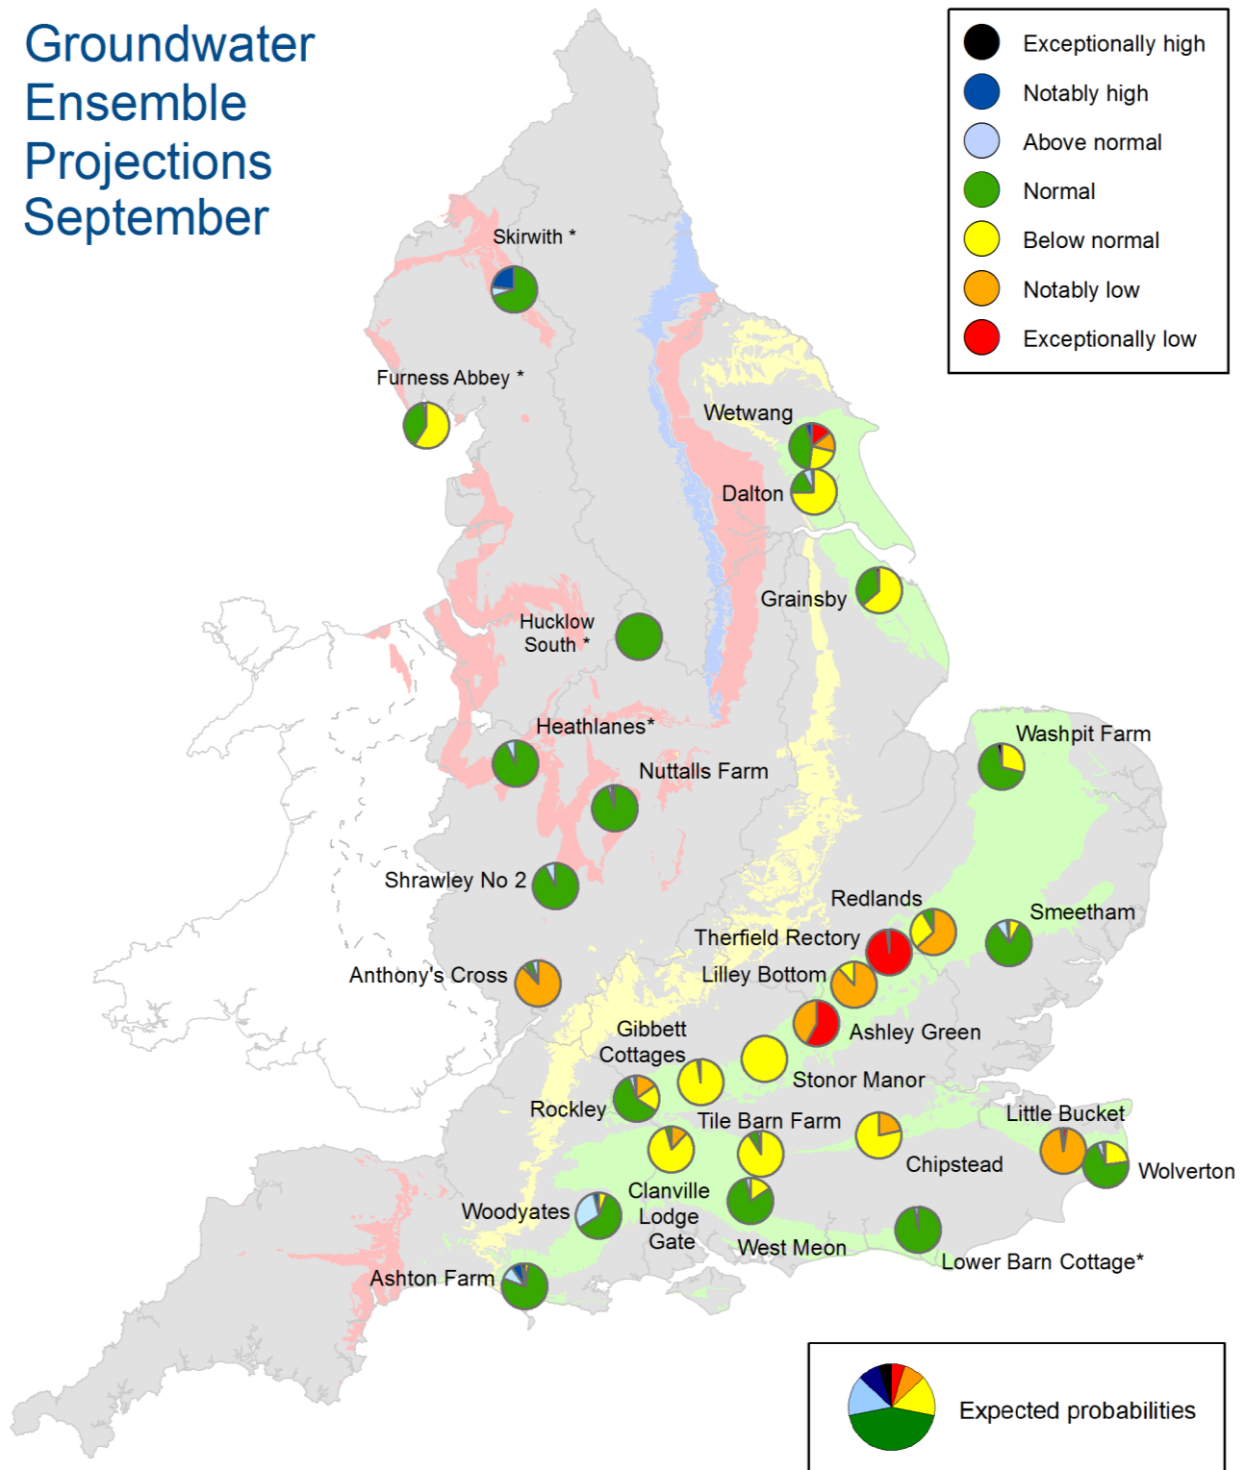 Groundwater
Ensemble
Projections
September
Exceptionally high
Notably high
Above normal
Normal
Below normal
Notably low
Exceptionally low
Skirwith *
Furness Abbey *
Wetwang
Dalton
Grainsby
Hucklow
South *
Heathlanes*
Washpit Farm
Nuttalls Farm
Shrawley No 2
Redlands
Smeetham
Therfield Rectory
Anthony's Cross
Lilley Bottom
Gibbett
Cottages
Ashley Green
Stonor Manor
Rockley
Tile Barn Farm
Little Bucket
Chipstead
Wolverton
Woodyates
Clanville
Lodge
Gate
West Meon
Lower Barn Cottage*
Ashton Farm
Expected probabilities